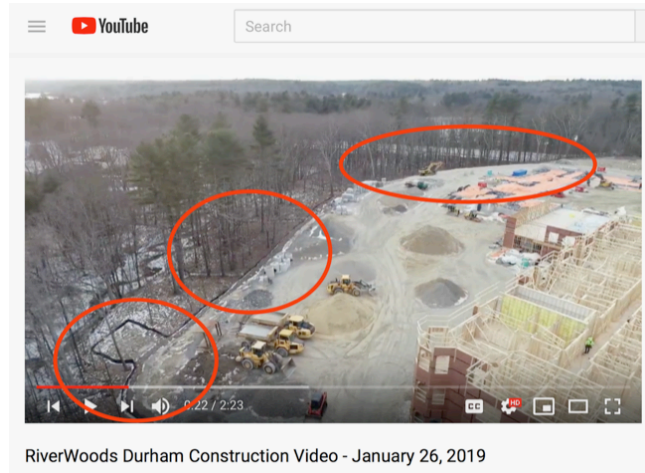 YouTube
Search
0:22 / 2:23
CC
HD
RiverWoods Durham Construction Video - January 26, 2019